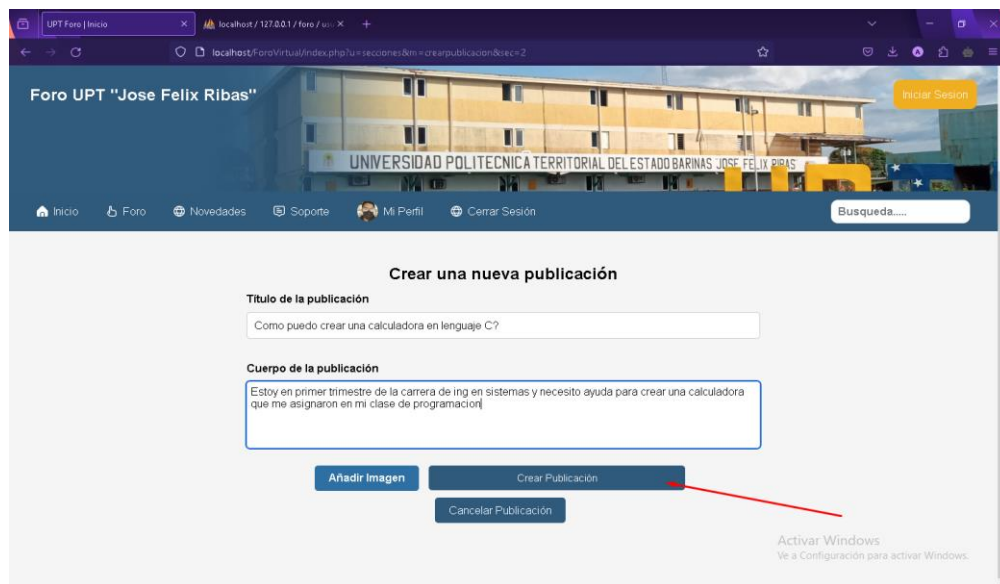 UPT Foro | Inicio
localhost / 127.0.0.1 / foro / usu
localhost/ForoVirtual/index.php?u=secciones&m=crearpublicacion&sec=2
Foro UPT "Jose Felix Ribas"
Iniciar Sesion
UNIVERSIDAD POLITECNICA TERRITORIAL DEL ESTADO BARINAS JOSE FELIX RIBAS
Inicio
Foro
Novedades
Soporte
Mi Perfil
Cerrar Sesión
Busqueda.....
Crear una nueva publicación
Título de la publicación
Como puedo crear una calculadora en lenguaje C?
Cuerpo de la publicación
Estoy en primer trimestre de la carrera de ing en sistemas y necesito ayuda para crear una calculadora
que me asignaron en mi clase de programacion
Añadir Imagen
Crear Publicación
Cancelar Publicación
Activar Windows
Ve a Configuración para activar Windows.